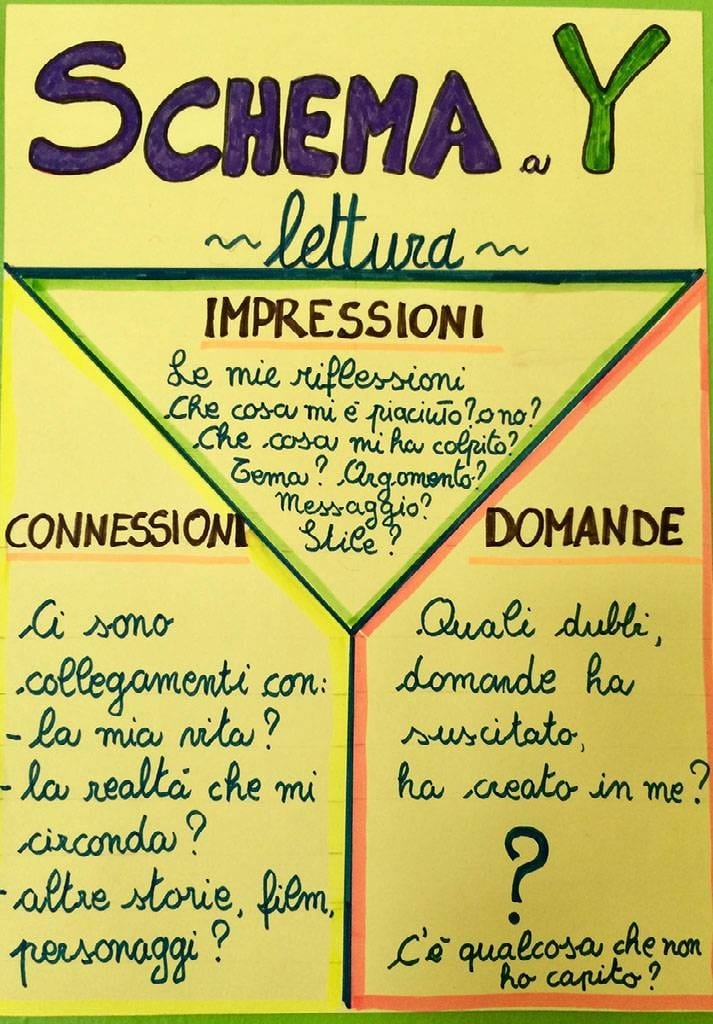 SCHEMA a Y
~ lettura ~
IMPRESSIONI
Le mie riflessioni
Che cosa mi è piaciuto? o no?
Che cosa mi ha colpito?
Tema? Argomento?
Messaggio?
Stile?
CONNESSIONI
Ci sono
collegamenti con:
- la mia vita?
- la realtà che mi
circonda?
- altre storie, film,
personaggi?
DOMANDE
Quali dubbi,
domande ha
suscitato,
ha creato in me?
?
C'è qualcosa che non
ho capito?